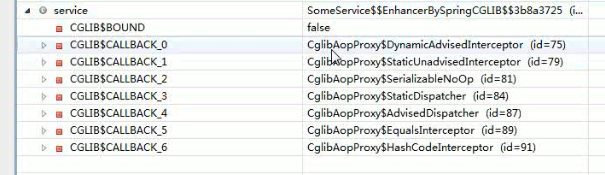 service SomeService$$EnhancerBySpringCGLIB$$3b8a3725 (i...
CGLIB$BOUND false
CGLIB$CALLBACK_0 CglibAopProxy$DynamicAdvisedInterceptor (id=75)
CGLIB$CALLBACK_1 CglibAopProxy$StaticUnadvisedInterceptor (id=79)
CGLIB$CALLBACK_2 CglibAopProxy$SerializableNoOp (id=81)
CGLIB$CALLBACK_3 CglibAopProxy$StaticDispatcher (id=84)
CGLIB$CALLBACK_4 CglibAopProxy$AdvisedDispatcher (id=87)
CGLIB$CALLBACK_5 CglibAopProxy$EqualsInterceptor (id=89)
CGLIB$CALLBACK_6 CglibAopProxy$HashCodeInterceptor (id=91)